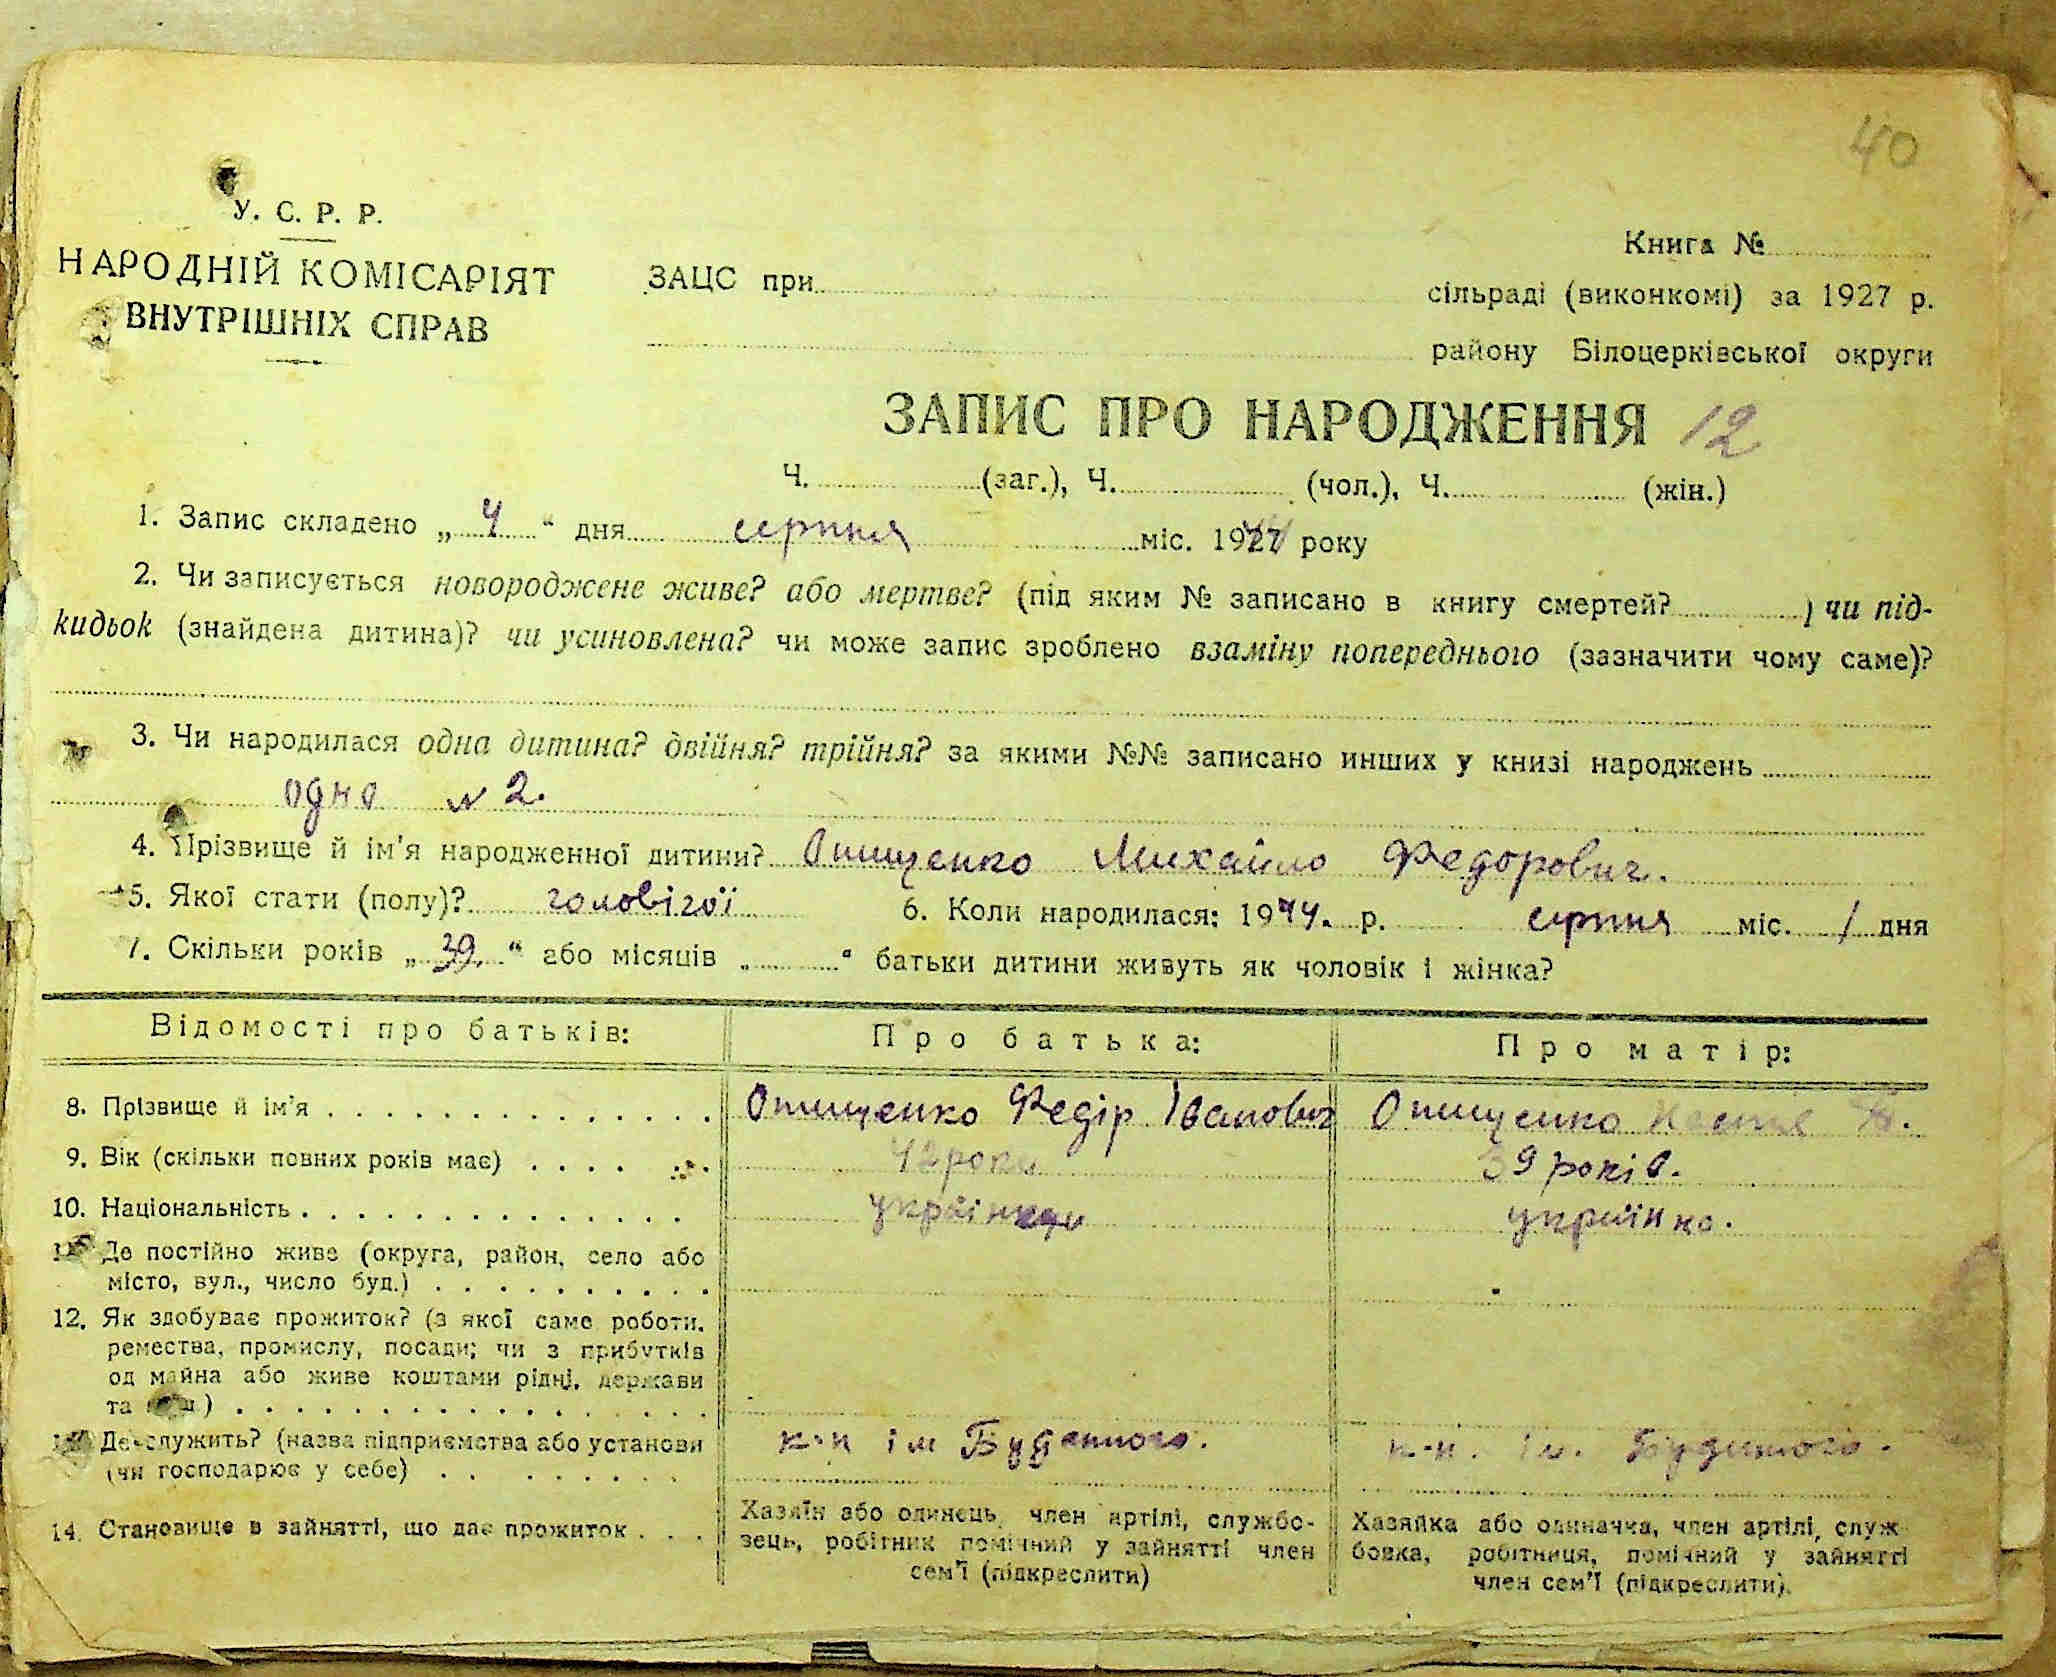 40
У. С. Р. Р.
НАРОДНІЙ КОМІСАРІЯТ
ВНУТРІШНІХ СПРАВ
Книга №
ЗАЦС при сільраді (виконкомі) за 1927 р.
району Білоцерківської округи
ЗАПИС ПРО НАРОДЖЕННЯ 12
Ч. (заг.), Ч. (чол.), Ч. (жін.)
1. Запис складено „ 4 “ дня серпня міс. 1944 року
2. Чи записується новороджене живе? або мертве? (під яким № записано в книгу смертей? ) чи під-
кидьок (знайдена дитина)? чи усиновлена? чи може запис зроблено взаміну попереднього (зазначити чому саме)?
3. Чи народилася одна дитина? двійня? трійня? за якими №№ записано инших у книзі народжень
одно № 2.
4. Прізвище й ім'я народженної дитини? Онищенко Михайло Федорович.
5. Якої стати (полу)? чоловічої 6. Коли народилася: 1944. р. серпня міс. 1 дня
7. Скільки років „ 39. “ або місяців „ “ батьки дитини живуть як чоловік і жінка?
Відомості про батьків: Про батька: Про матір:
8. Прізвище й ім'я Онищенко Федір Іванович Онищенко
9. Вік (скільки повних років має) 42 роки 39 років.
10. Національність українець українка.
11. Де постійно живе (округа, район, село або
місто, вул., число буд.)
12. Як здобуває прожиток? (з якої саме роботи,
ремества, промислу, посади; чи з прибутків
од майна або живе коштами рідні, держави
та инш.)
13. Де служить? (назва підприємства або установи к-п ім Буденного. к-п. ім. Буденного.
(чи господарює у себе)
14. Становище в зайнятті, що дає прожиток
Хазяїн або одинець, член артілі, службо-
зець, робітник помічний у зайнятті член
сем'ї (підкреслити)
Хазяйка або одиначка, член артілі, служ-
бовка, робітниця, помічний у зайнятті
член сем'ї (підкреслити).